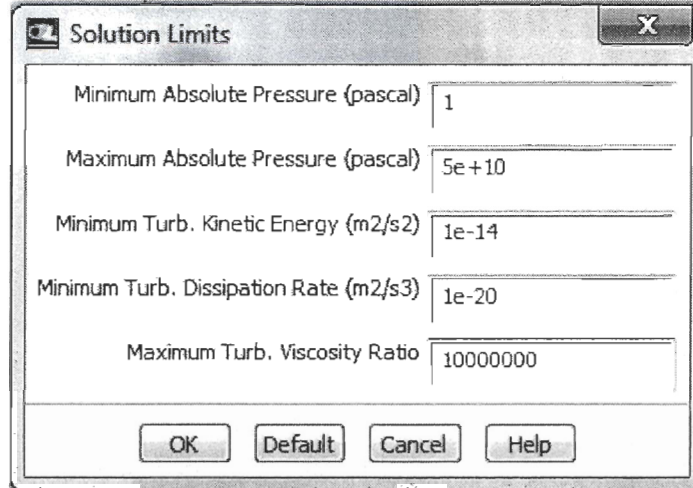 Solution Limits
X
Minimum Absolute Pressure (pascal) 1
Maximum Absolute Pressure (pascal) 5e+10
Minimum Turb. Kinetic Energy (m2/s2) 1e-14
Minimum Turb. Dissipation Rate (m2/s3) 1e-20
Maximum Turb. Viscosity Ratio 10000000
OK Default Cancel Help